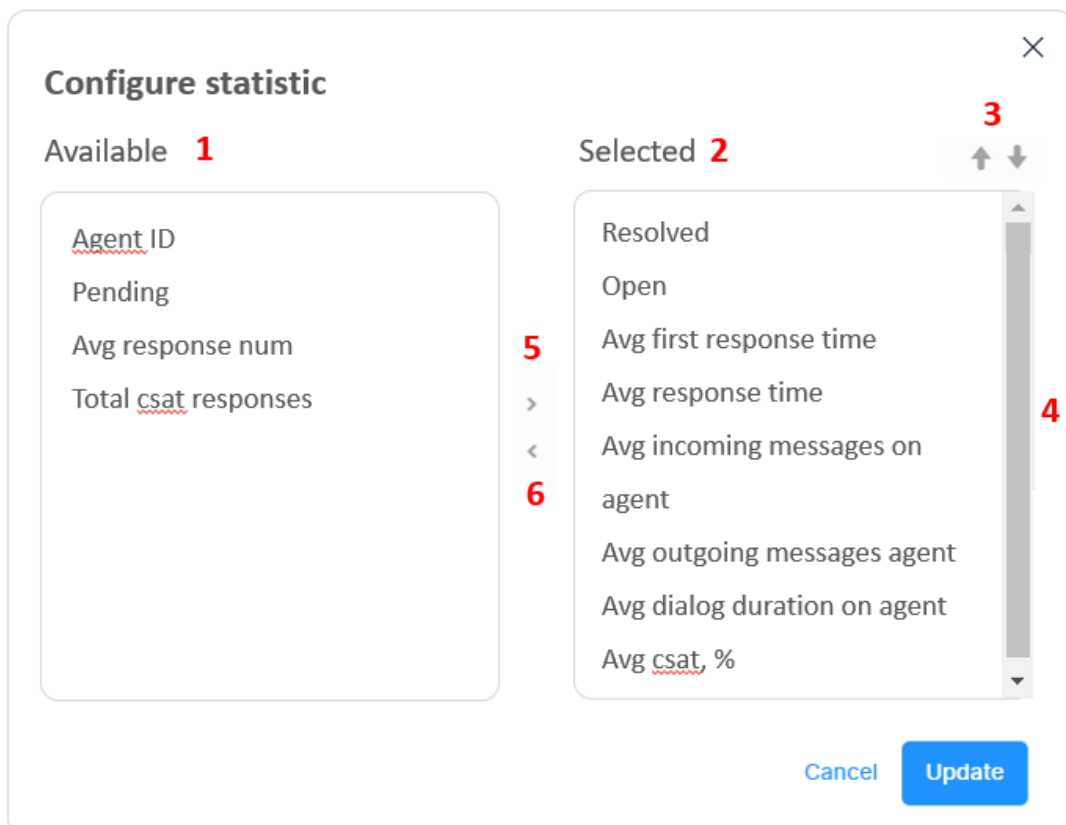 Configure statistic
Available 1
Selected 2
3
Agent ID
Pending
Avg response num
Total csat responses
5
6
Resolved
Open
Avg first response time
Avg response time
Avg incoming messages on
agent
Avg outgoing messages agent
Avg dialog duration on agent
Avg csat, %
4
Cancel
Update